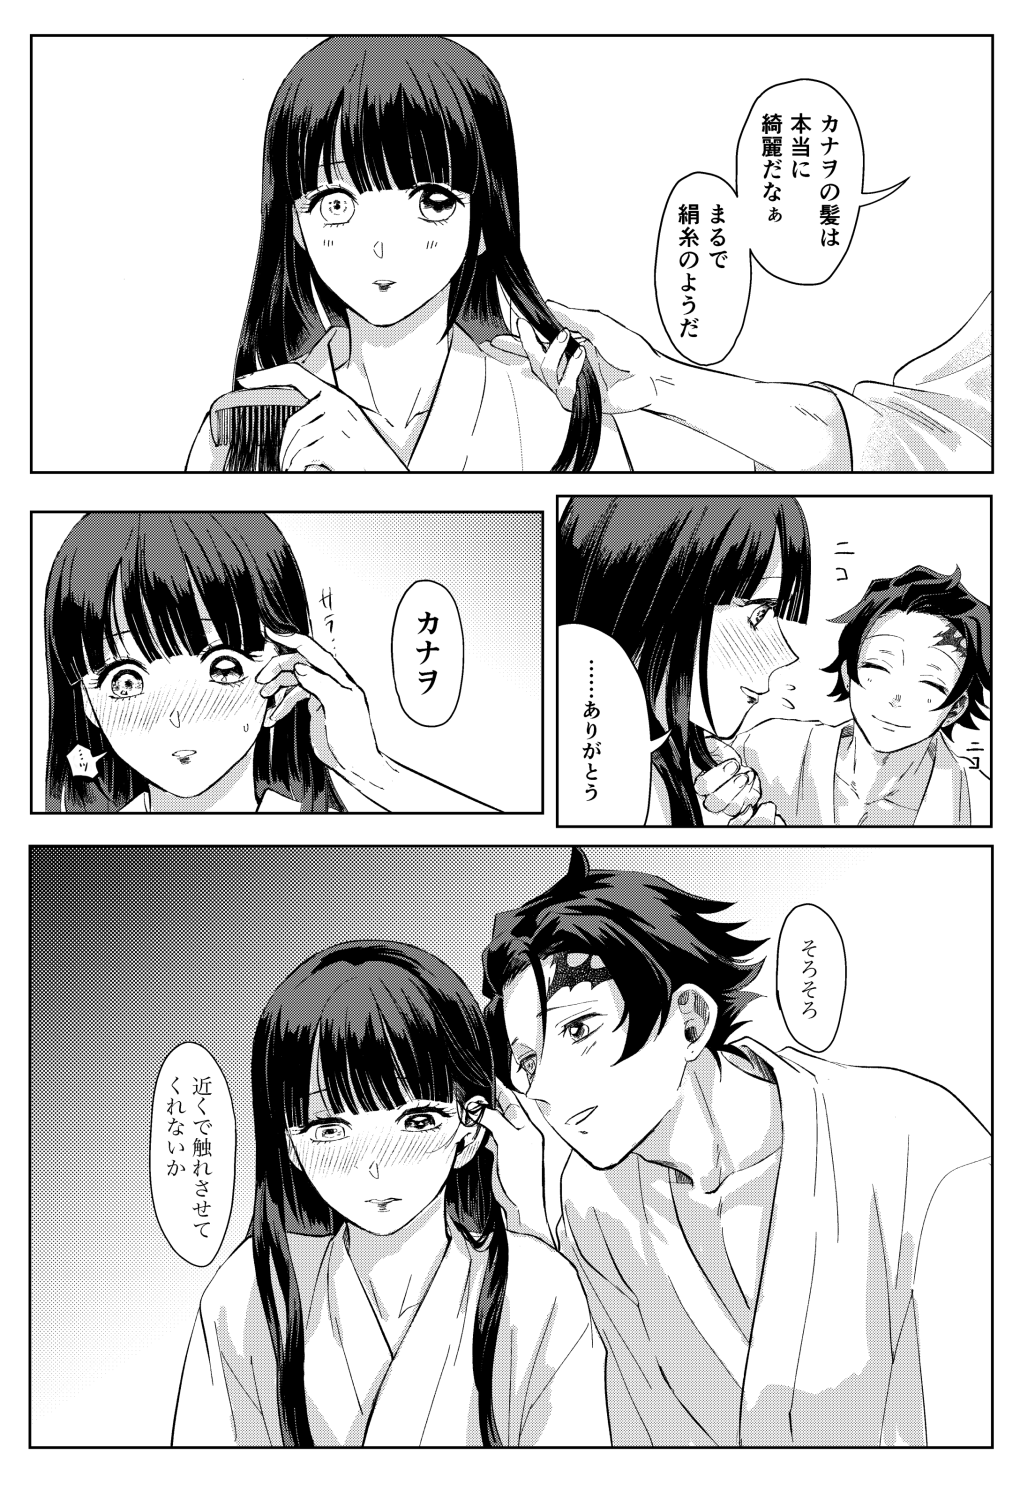 カナヲの髪は
本当に
綺麗だなぁ
まるで
絹糸のようだ
ニコ
ニコ
……ありがとう
カナヲ
サラ…
…ッ
そろそろ
近くで触れさせて
くれないか